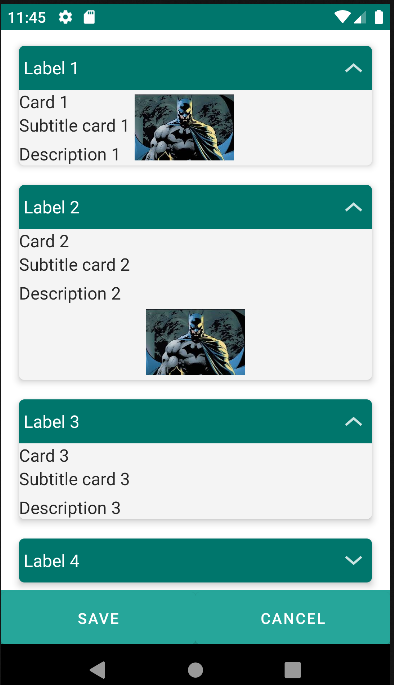 11:45
Label 1
Card 1
Subtitle card 1
Description 1
Label 2
Card 2
Subtitle card 2
Description 2
Label 3
Card 3
Subtitle card 3
Description 3
Label 4
SAVE CANCEL